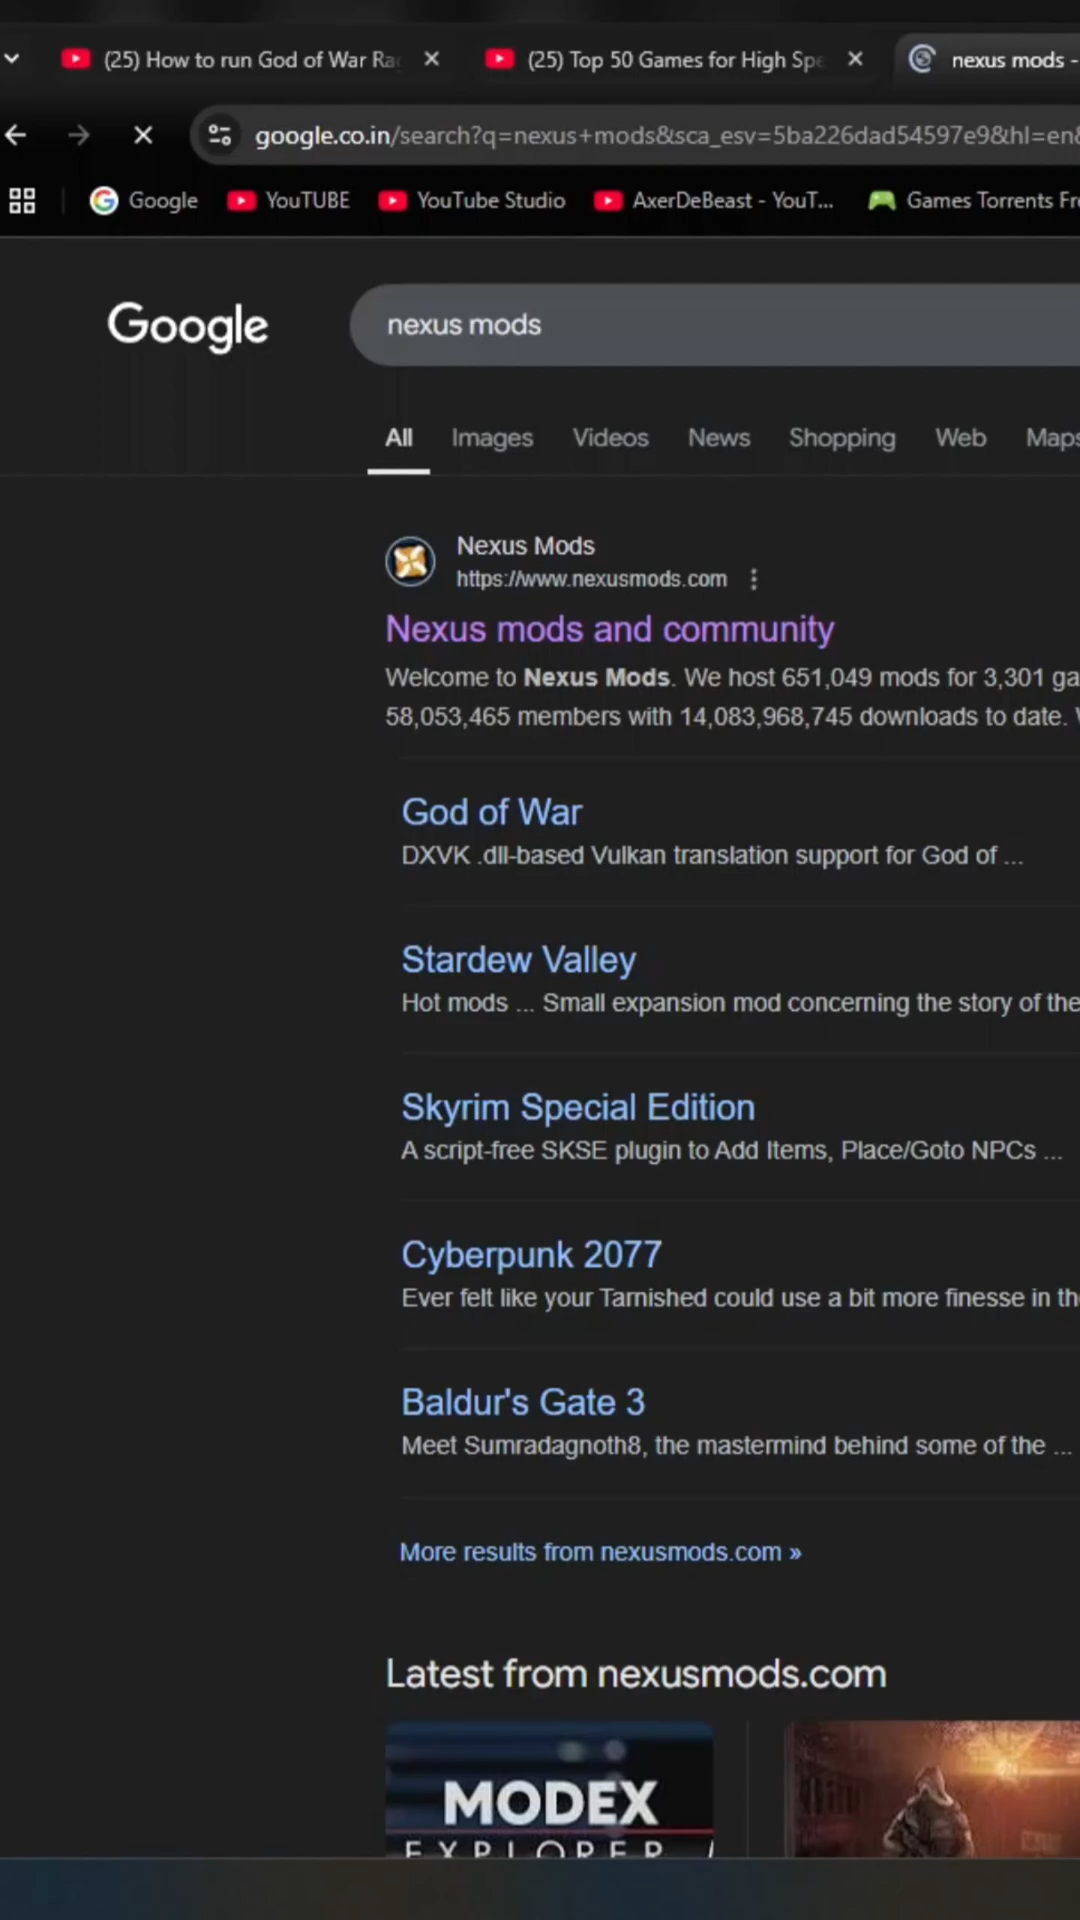 (25) How to run God of War Ra
(25) Top 50 Games for High Spe
nexus mods -
google.co.in/search?q=nexus+mods&sca_esv=5ba226dad54597e9&hl=en&
Google
YouTUBE
YouTube Studio
AxerDeBeast - YouT...
Games Torrents Fr
Google
nexus mods
All Images Videos News Shopping Web Maps
Nexus Mods
https://www.nexusmods.com
Nexus mods and community
Welcome to Nexus Mods. We host 651,049 mods for 3,301 ga
58,053,465 members with 14,083,968,745 downloads to date.
God of War
DXVK .dll-based Vulkan translation support for God of ...
Stardew Valley
Hot mods ... Small expansion mod concerning the story of the
Skyrim Special Edition
A script-free SKSE plugin to Add Items, Place/Goto NPCs ...
Cyberpunk 2077
Ever felt like your Tarnished could use a bit more finesse in th
Baldur's Gate 3
Meet Sumradagnoth8, the mastermind behind some of the ...
More results from nexusmods.com »
Latest from nexusmods.com
MODEX
EXPLORER